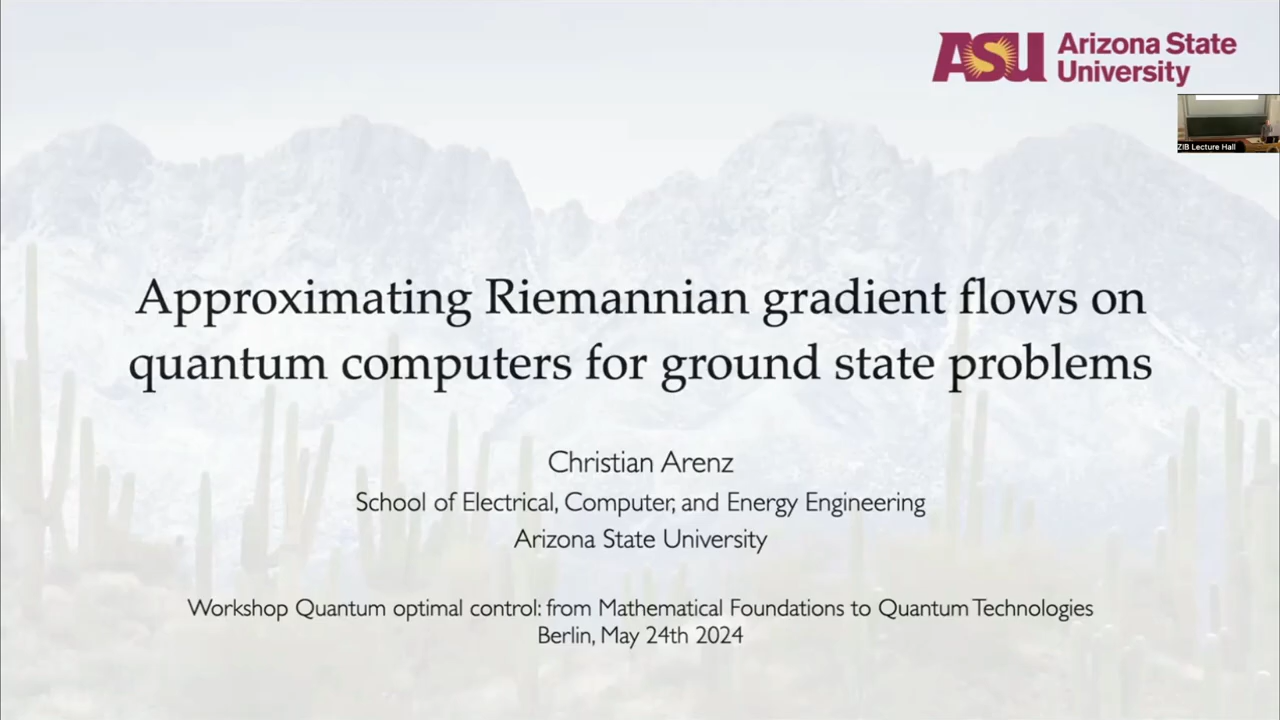 ASU Arizona State
University
ZIB Lecture Hall
Approximating Riemannian gradient flows on
quantum computers for ground state problems
Christian Arenz
School of Electrical, Computer, and Energy Engineering
Arizona State University
Workshop Quantum optimal control: from Mathematical Foundations to Quantum Technologies
Berlin, May 24th 2024